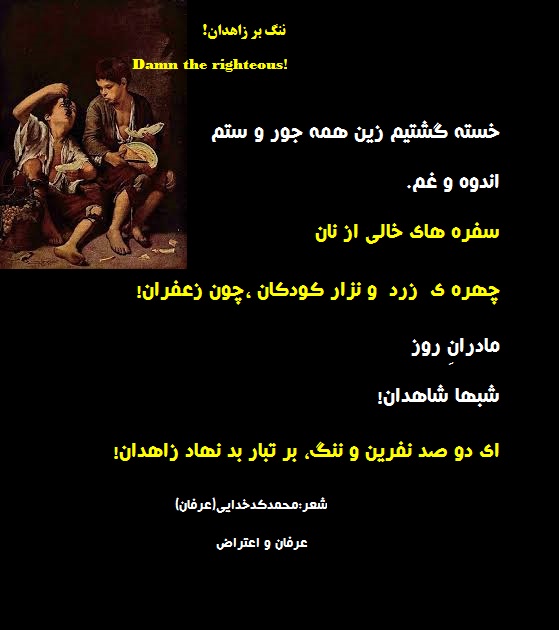 ننگ بر زاهدان!
Damn the righteous!
خسته گشتیم زین همه جور و ستم
اندوه و غم.
سفره های خالی از نان
چهره ی زرد و نزار کودکان ،چون زعفران!
مادرانِ روز
شبها شاهدان!
ای دو صد نفرین و ننگ، بر تبار بد نهاد زاهدان!
شعر:محمدکدخدایی(عرفان)
عرفان و اعتراض